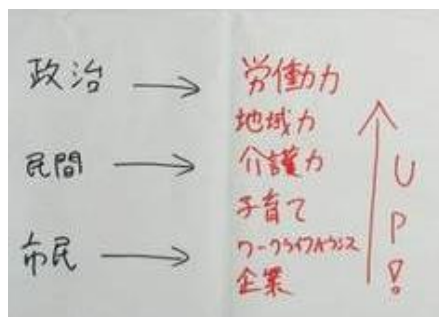 政治 → 労働力
地域力
民間 → 介護力
子育て
ワークライフバランス
市民 → 企業
UP!